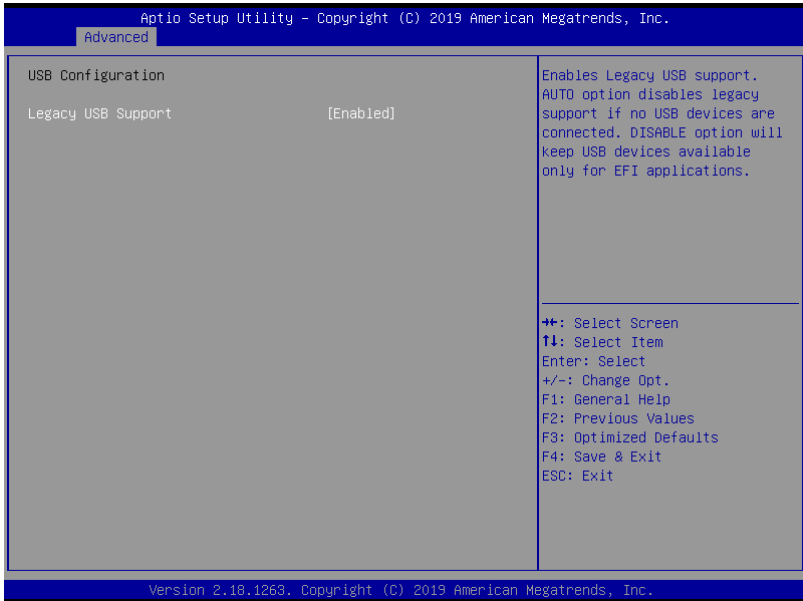 Aptio Setup Utility – Copyright (C) 2019 American Megatrends, Inc.
Advanced
USB Configuration
Legacy USB Support [Enabled]
Enables Legacy USB support.
AUTO option disables legacy
support if no USB devices are
connected. DISABLE option will
keep USB devices available
only for EFI applications.
→←: Select Screen
↑↓: Select Item
Enter: Select
+/-: Change Opt.
F1: General Help
F2: Previous Values
F3: Optimized Defaults
F4: Save & Exit
ESC: Exit
Version 2.18.1263. Copyright (C) 2019 American Megatrends, Inc.